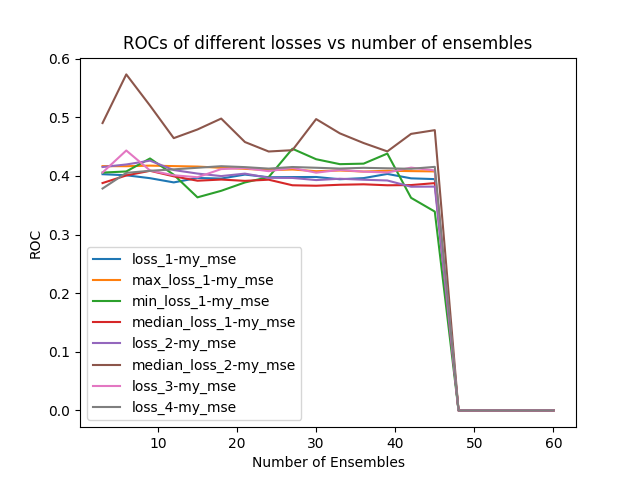 ROCs of different losses vs number of ensembles
0.6
0.5
0.4
0.3
0.2
0.1
0.0
ROC
loss_1-my_mse
max_loss_1-my_mse
min_loss_1-my_mse
median_loss_1-my_mse
loss_2-my_mse
median_loss_2-my_mse
loss_3-my_mse
loss_4-my_mse
10 20 30 40 50 60
Number of Ensembles